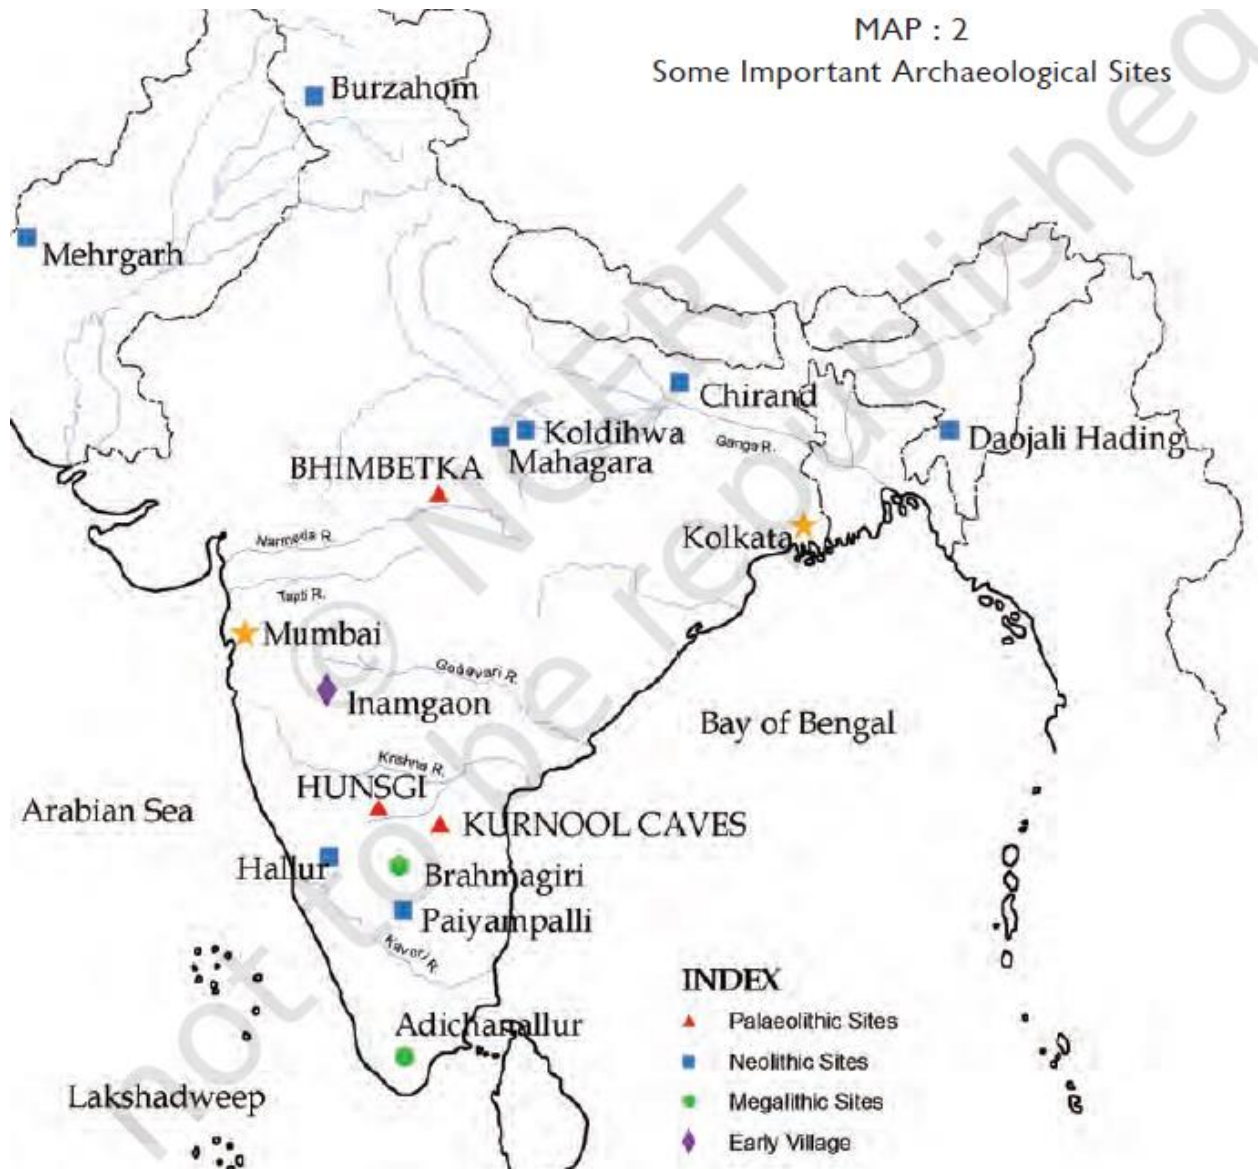 MAP : 2
Some Important Archaeological Sites
Burzahom
Mehrgarh
Chirand
Koldihwa
Mahagara
Ganga R.
Daojali Hading
BHIMBETKA
Kolkata
Narmada R.
Tapti R.
Mumbai
Godavari R.
Inamgaon
Bay of Bengal
Krishna R.
HUNSGI
Arabian Sea
KURNOOL CAVES
Hallur
Brahmagiri
Paiyampalli
Kaveri R.
Adichanallur
Lakshadweep
INDEX
Palaeolithic Sites
Neolithic Sites
Megalithic Sites
Early Village
© NCERT
not to be republished